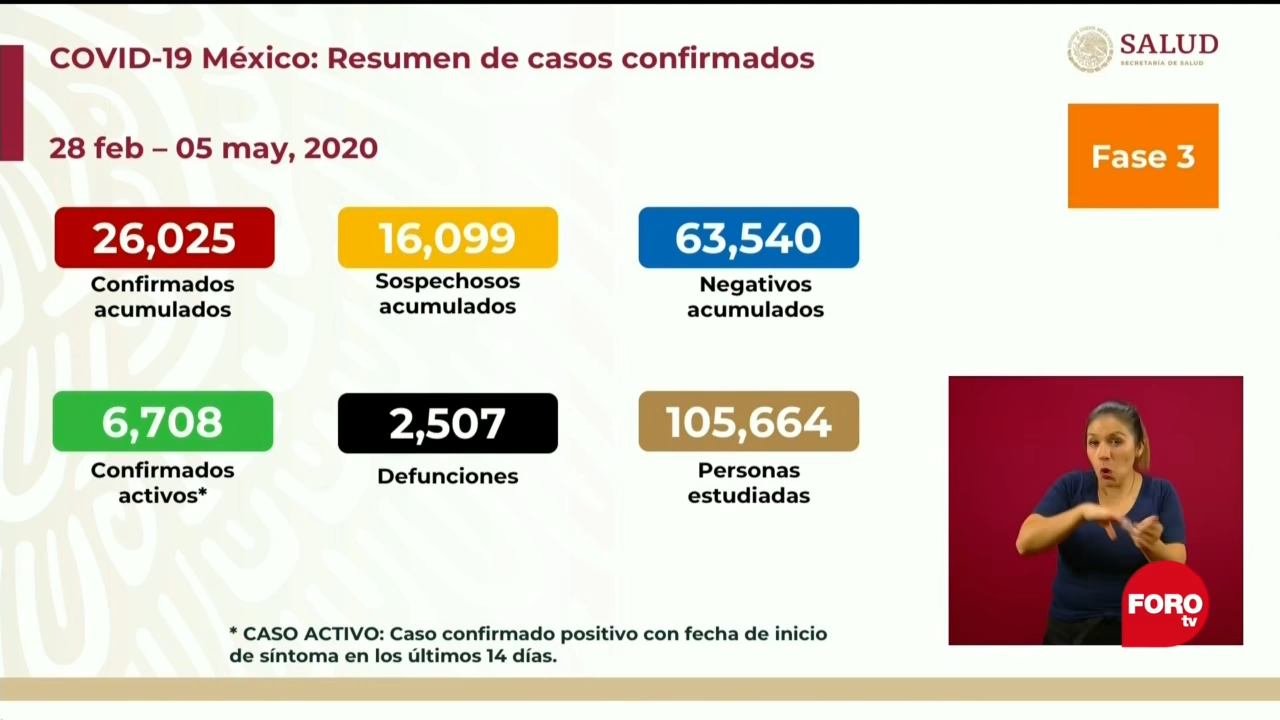 COVID-19 México: Resumen de casos confirmados
SALUD
SECRETARÍA DE SALUD
28 feb – 05 may, 2020
Fase 3
26,025
Confirmados
acumulados
16,099
Sospechosos
acumulados
63,540
Negativos
acumulados
6,708
Confirmados
activos*
2,507
Defunciones
105,664
Personas
estudiadas
* CASO ACTIVO: Caso confirmado positivo con fecha de inicio
de síntoma en los últimos 14 días.
FORO
tv